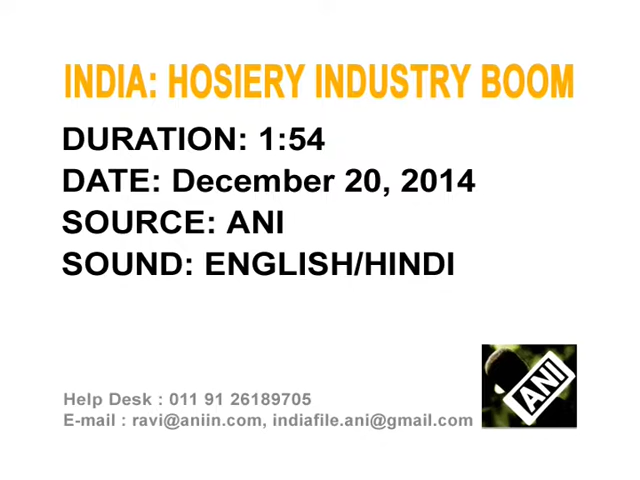 INDIA: HOSIERY INDUSTRY BOOM
DURATION: 1:54
DATE: December 20, 2014
SOURCE: ANI
SOUND: ENGLISH/HINDI
Help Desk : 011 91 26189705
E-mail : ravi@aniin.com, indiafile.ani@gmail.com
ANI